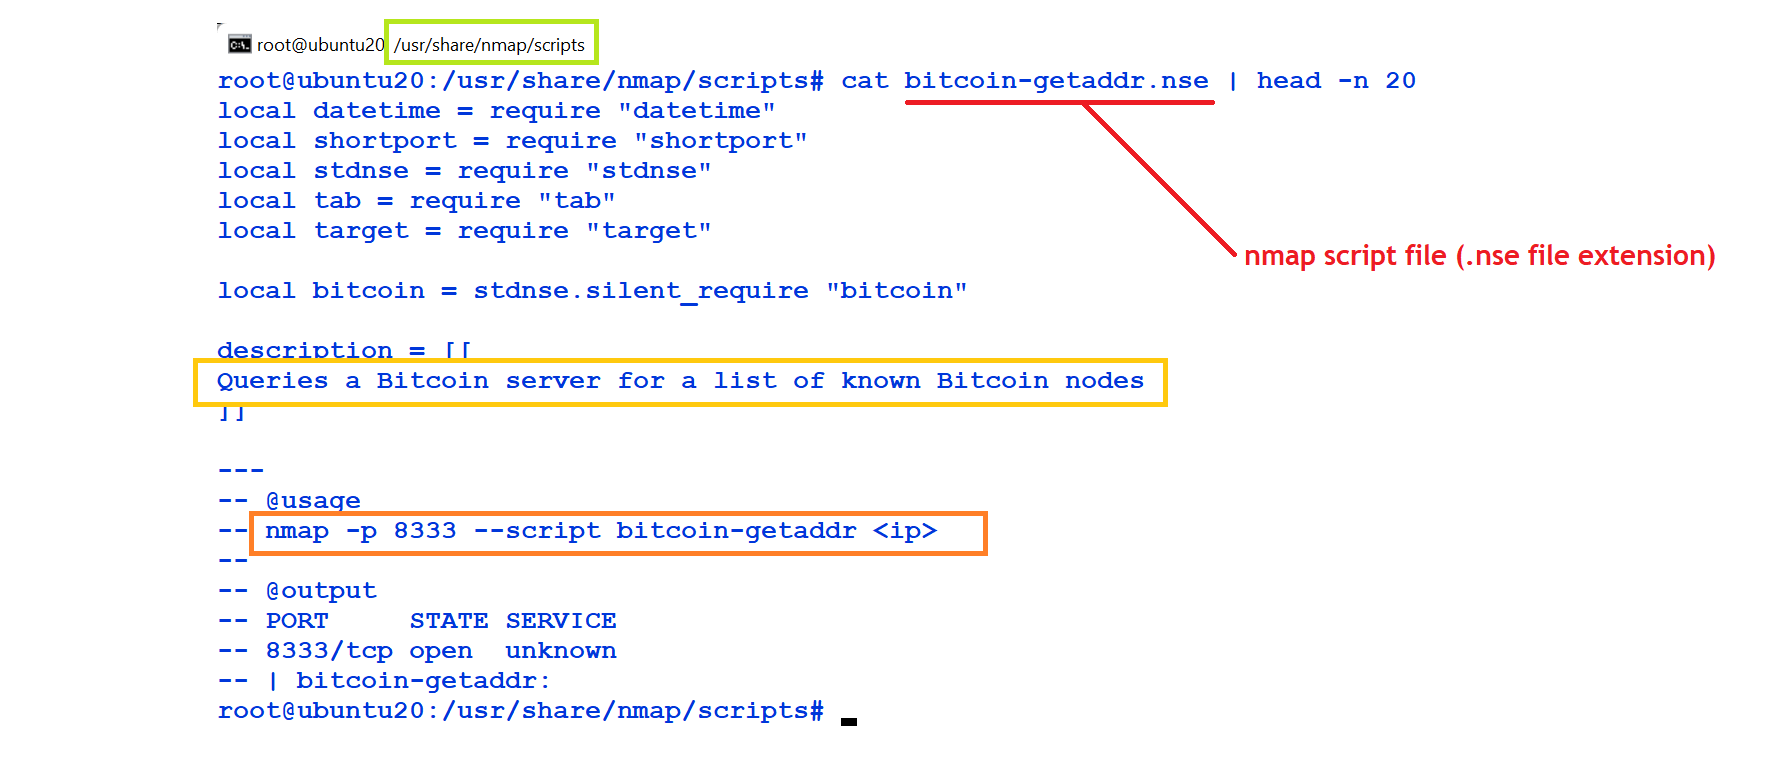 root@ubuntu20 /usr/share/nmap/scripts
root@ubuntu20:/usr/share/nmap/scripts# cat bitcoin-getaddr.nse | head -n 20
local datetime = require "datetime"
local shortport = require "shortport"
local stdnse = require "stdnse"
local tab = require "tab"
local target = require "target"
nmap script file (.nse file extension)
local bitcoin = stdnse.silent_require "bitcoin"
description = [[
Queries a Bitcoin server for a list of known Bitcoin nodes
]]
---
-- @usage
-- nmap -p 8333 --script bitcoin-getaddr <ip>
--
-- @output
-- PORT     STATE SERVICE
-- 8333/tcp open  unknown
-- | bitcoin-getaddr:
root@ubuntu20:/usr/share/nmap/scripts#